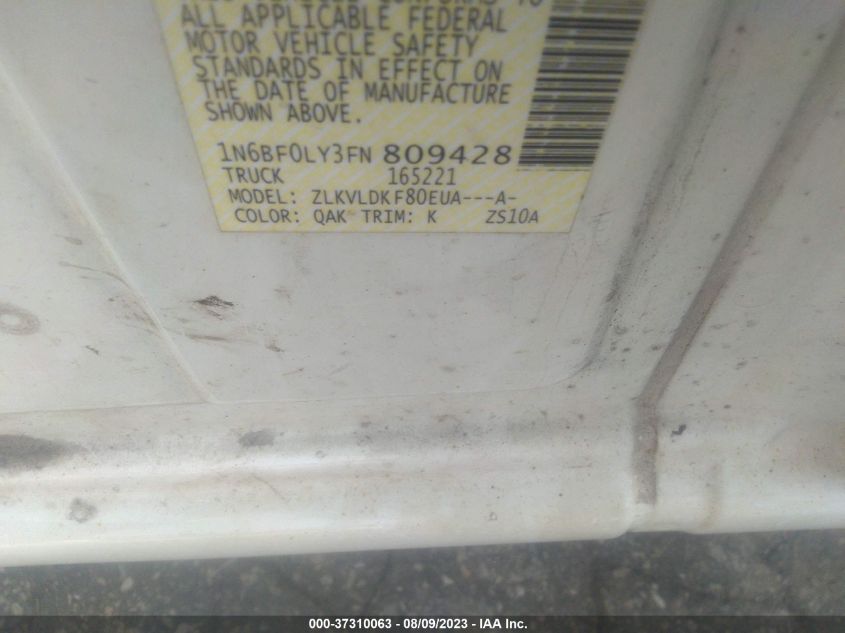 ALL APPLICABLE FEDERAL
MOTOR VEHICLE SAFETY
STANDARDS IN EFFECT ON
THE DATE OF MANUFACTURE
SHOWN ABOVE.
1N6BF0LY3FN 809428
TRUCK 165221
MODEL: ZLKVLDKF80EUA---A-
COLOR: QAK TRIM: K ZS10A
000-37310063 - 08/09/2023 - IAA Inc.